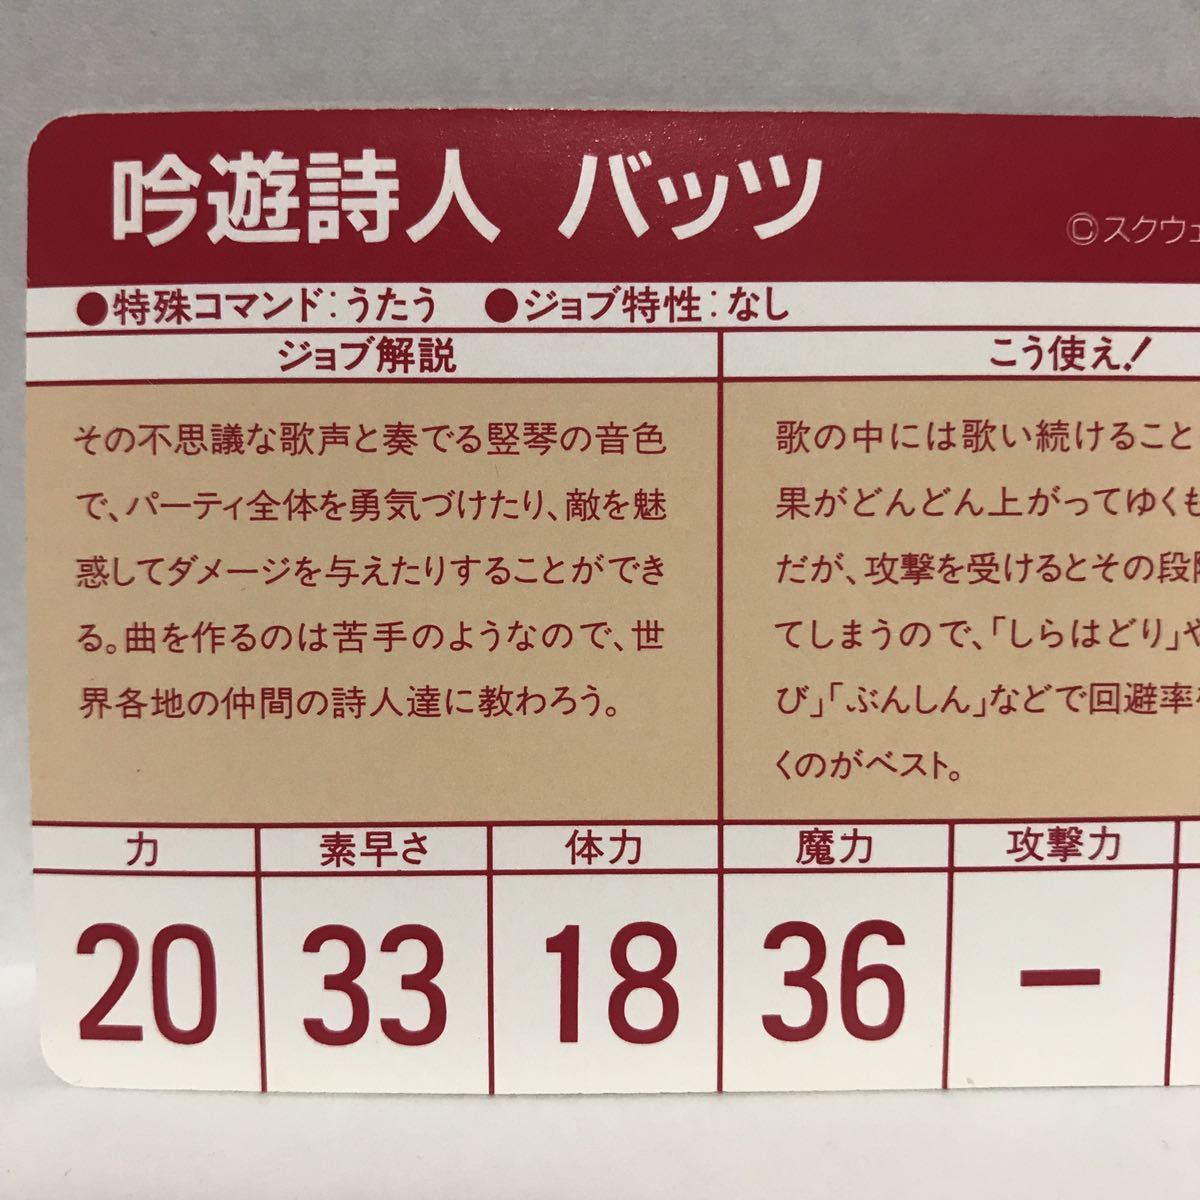 吟遊詩人 バッツ
©スクウェ
●特殊コマンド:うたう ●ジョブ特性:なし
ジョブ解説
その不思議な歌声と奏でる竪琴の音色
で、パーティ全体を勇気づけたり、敵を魅
惑してダメージを与えたりすることができ
る。曲を作るのは苦手のようなので、世
界各地の仲間の詩人達に教わろう。
こう使え!
歌の中には歌い続けること
果がどんどん上がってゆくも
だが、攻撃を受けるとその段
てしまうので、「しらはどり」や
び」「ぶんしん」などで回避率
くのがベスト。
力 素早さ 体力 魔力 攻撃力
20 33 18 36 −